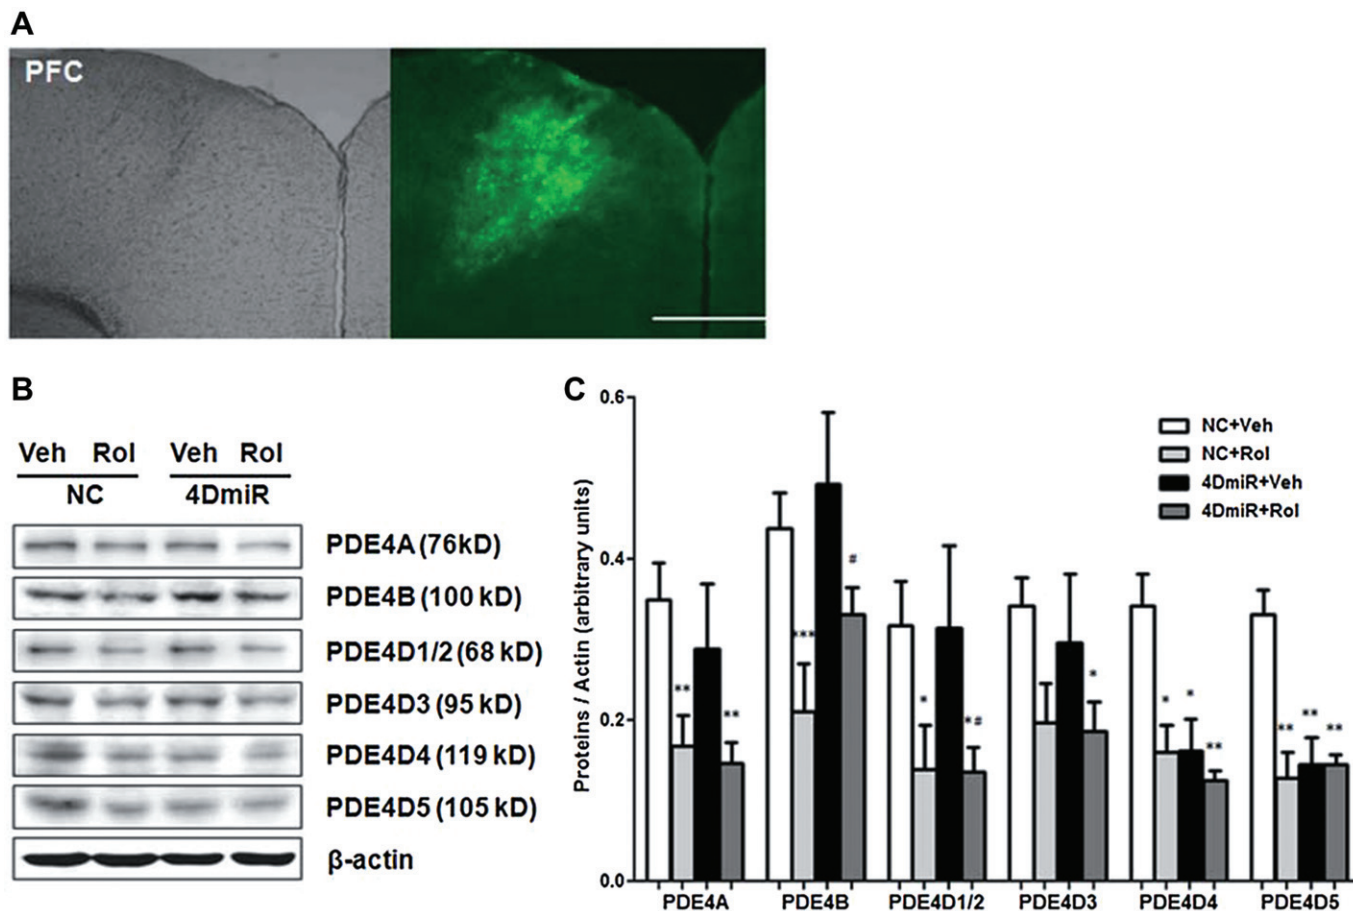 A
PFC
B
Veh Rol Veh Rol
NC 4DmiR
PDE4A (76kD)
PDE4B (100 kD)
PDE4D1/2 (68 kD)
PDE4D3 (95 kD)
PDE4D4 (119 kD)
PDE4D5 (105 kD)
β-actin
C
Proteins / Actin (arbitrary units)
0.6
0.4
0.2
0.0
NC+Veh
NC+Rol
4DmiR+Veh
4DmiR+Rol
** **
*** #
* *#
*
* * **
** ** **
PDE4A PDE4B PDE4D1/2 PDE4D3 PDE4D4 PDE4D5